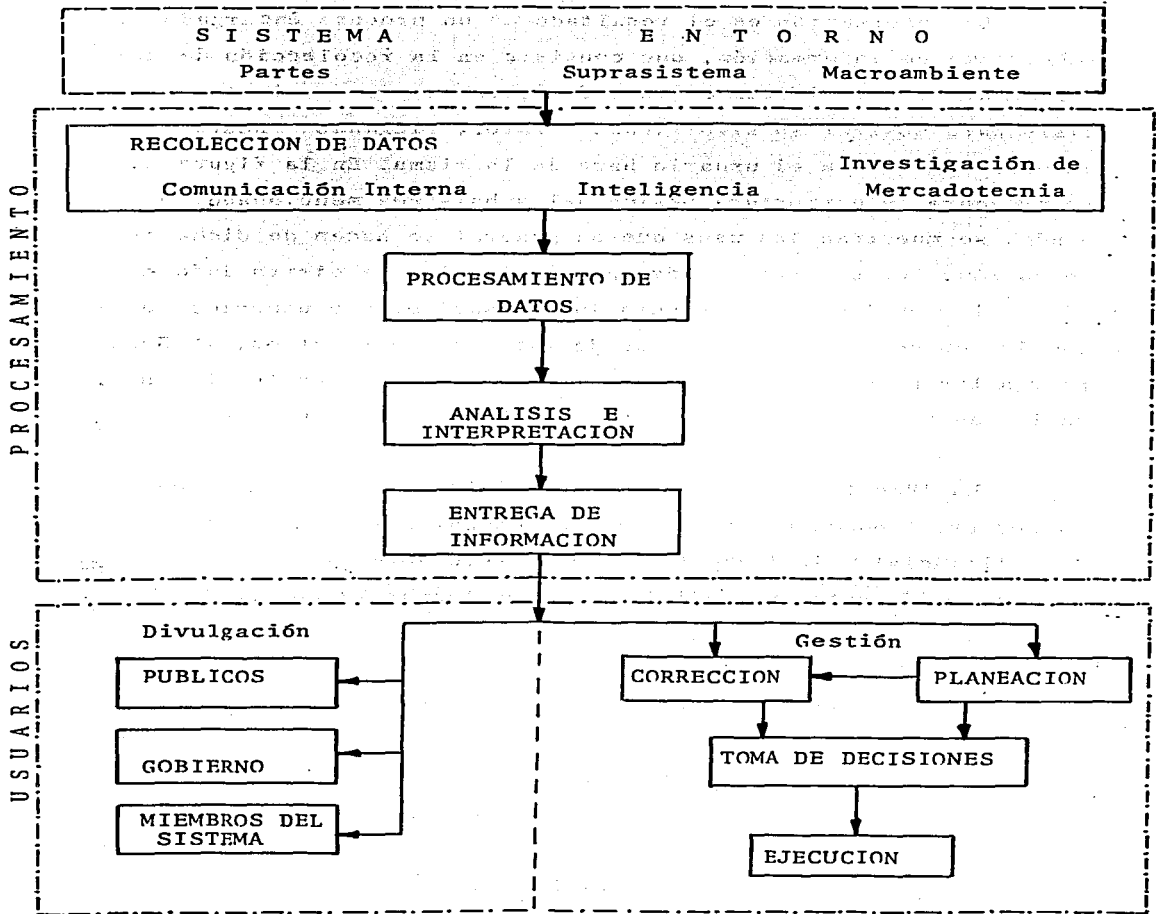 SISTEMA ENTORNO
Partes Suprasistema Macroambiente
PROCESAMIENTO
RECOLECCION DE DATOS
Comunicación Interna Inteligencia Investigación de
Mercadotecnia
PROCESAMIENTO DE
DATOS
ANALISIS E
INTERPRETACION
ENTREGA DE
INFORMACION
USUARIOS
Divulgación
PUBLICOS
GOBIERNO
MIEMBROS DEL
SISTEMA
Gestión
CORRECCION
PLANEACION
TOMA DE DECISIONES
EJECUCION